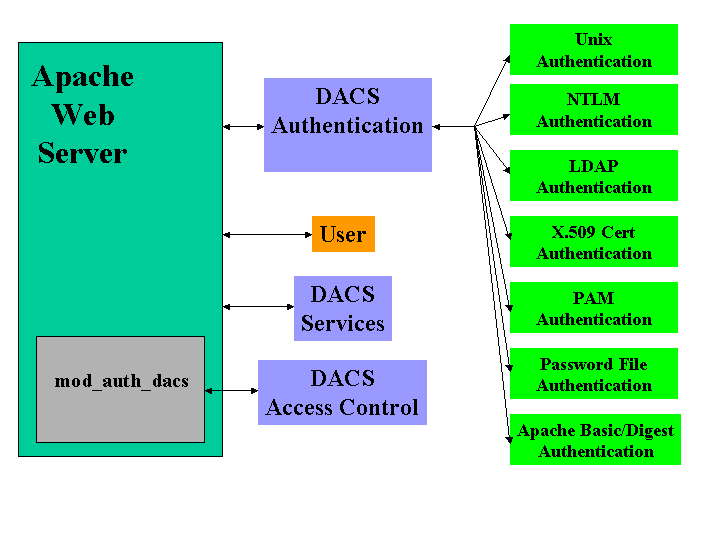 Apache
Web
Server
mod_auth_dacs
DACS
Authentication
User
DACS
Services
DACS
Access Control
Unix
Authentication
NTLM
Authentication
LDAP
Authentication
X.509 Cert
Authentication
PAM
Authentication
Password File
Authentication
Apache Basic/Digest
Authentication